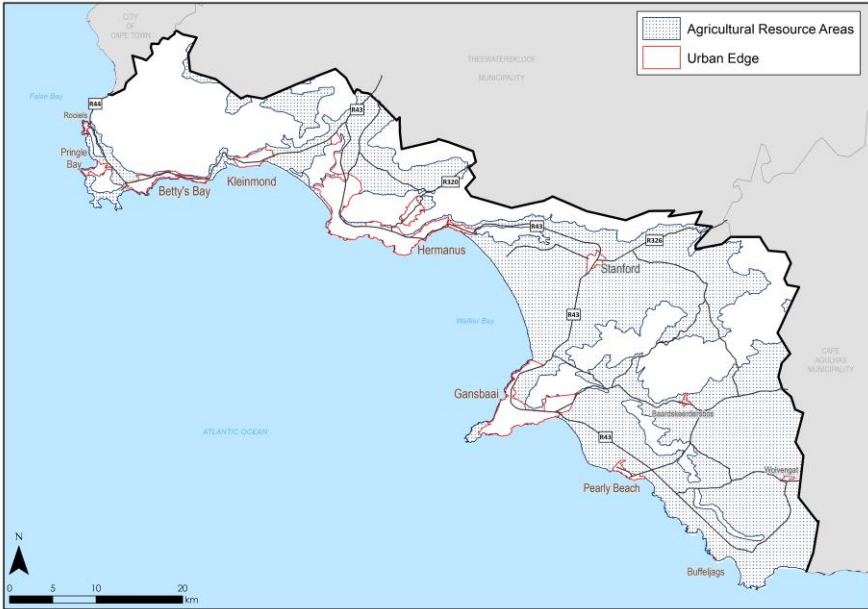 CITY
OF
CAPE TOWN
Agricultural Resource Areas
Urban Edge
THEEWATERSKLOOF
MUNICIPALITY
False Bay
R44
R43
Rooiels
Pringle
Bay
Betty's Bay
Kleinmond
R320
Hermanus
R43
R326
Stanford
Walker Bay
R43
CAPE
AGULHAS
MUNICIPALITY
Gansbaai
Baardskeerdersbos
ATLANTIC OCEAN
R43
Wolvengat
Pearly Beach
Buffeljags
N
0 5 10 20
km